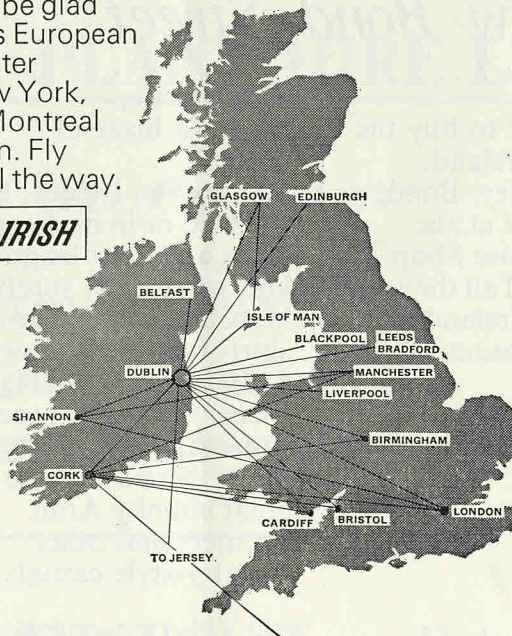 be glad
s European
ter
w York,
Montreal
n. Fly
l the way.
IRISH
GLASGOW
EDINBURGH
BELFAST
ISLE OF MAN
BLACKPOOL
LEEDS
BRADFORD
DUBLIN
MANCHESTER
LIVERPOOL
SHANNON
BIRMINGHAM
CORK
LONDON
CARDIFF
BRISTOL
TO JERSEY